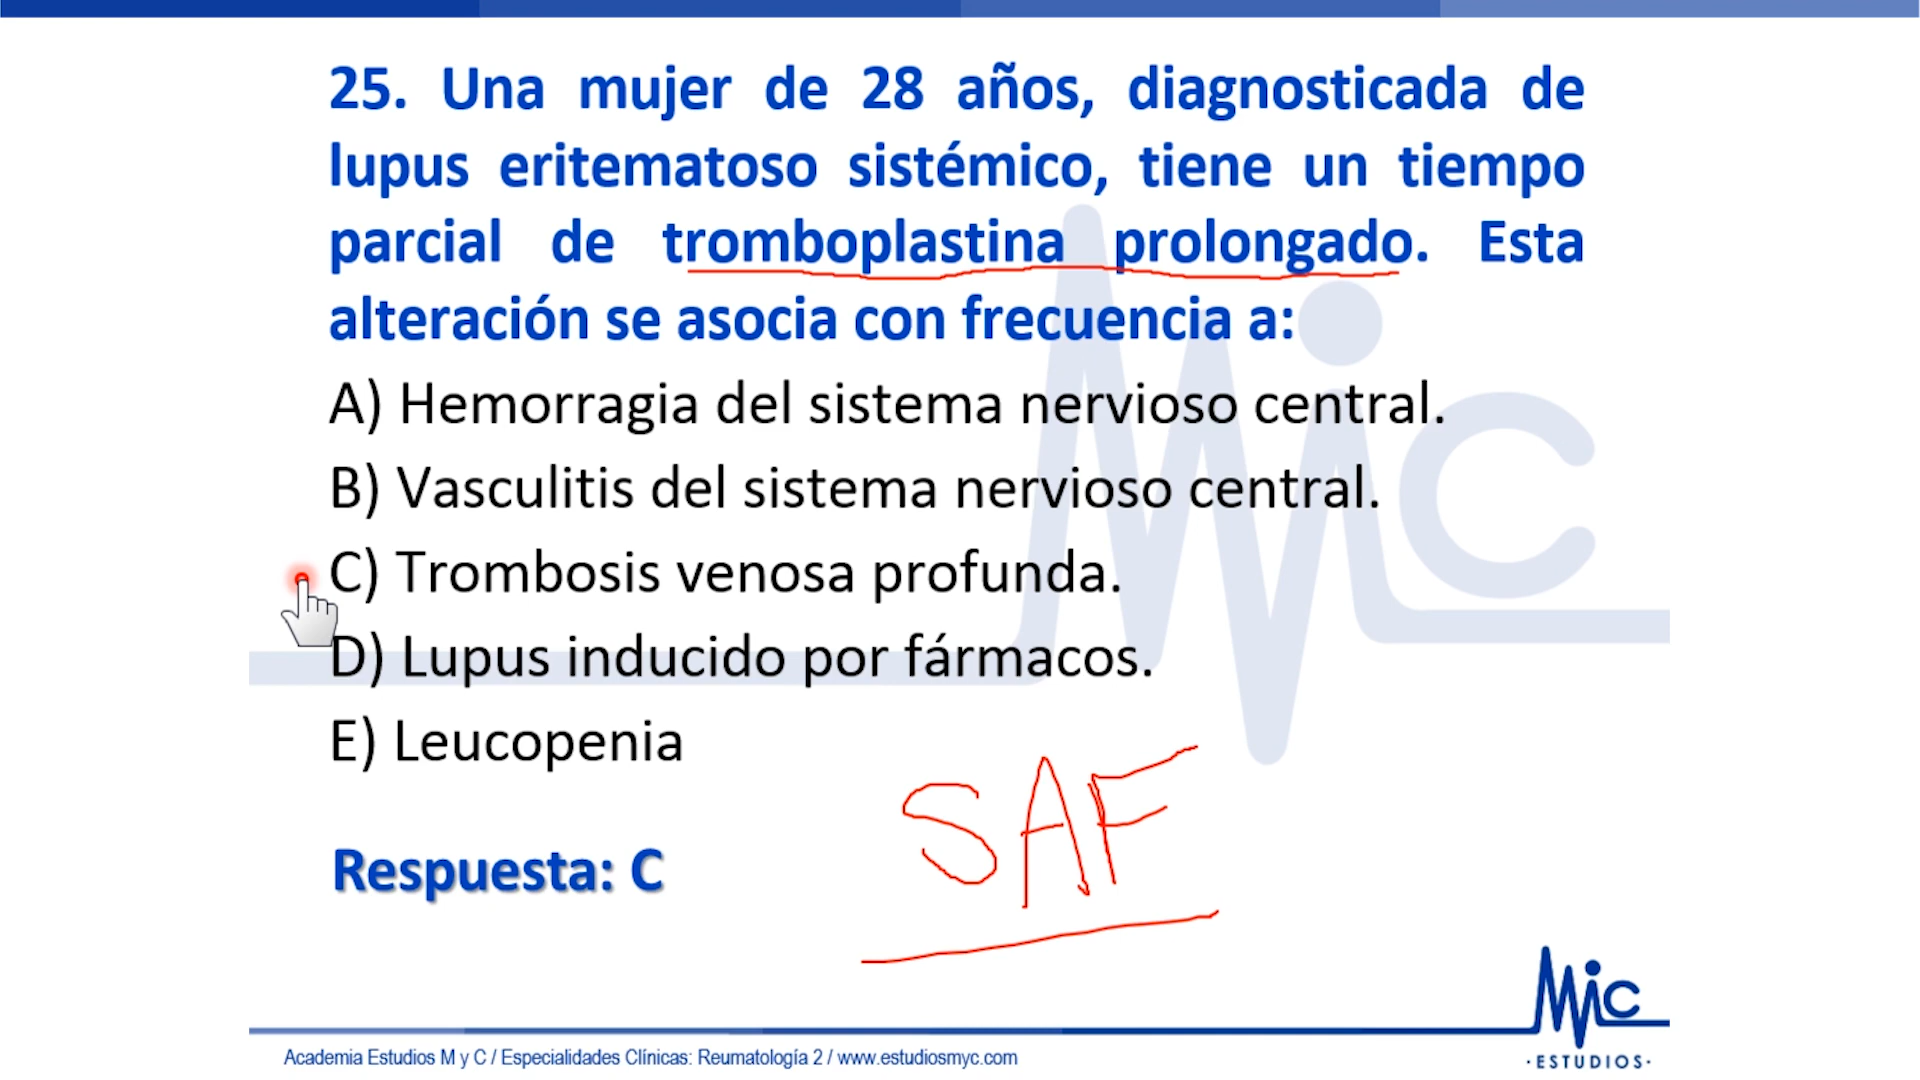 25. Una mujer de 28 años, diagnosticada de
lupus eritematoso sistémico, tiene un tiempo
parcial de tromboplastina prolongado. Esta
alteración se asocia con frecuencia a:
A) Hemorragia del sistema nervioso central.
B) Vasculitis del sistema nervioso central.
C) Trombosis venosa profunda.
D) Lupus inducido por fármacos.
E) Leucopenia
SAF
Respuesta: C
MiC
·ESTUDIOS·
Academia Estudios M y C / Especialidades Clínicas: Reumatología 2 / www.estudiosmyc.com